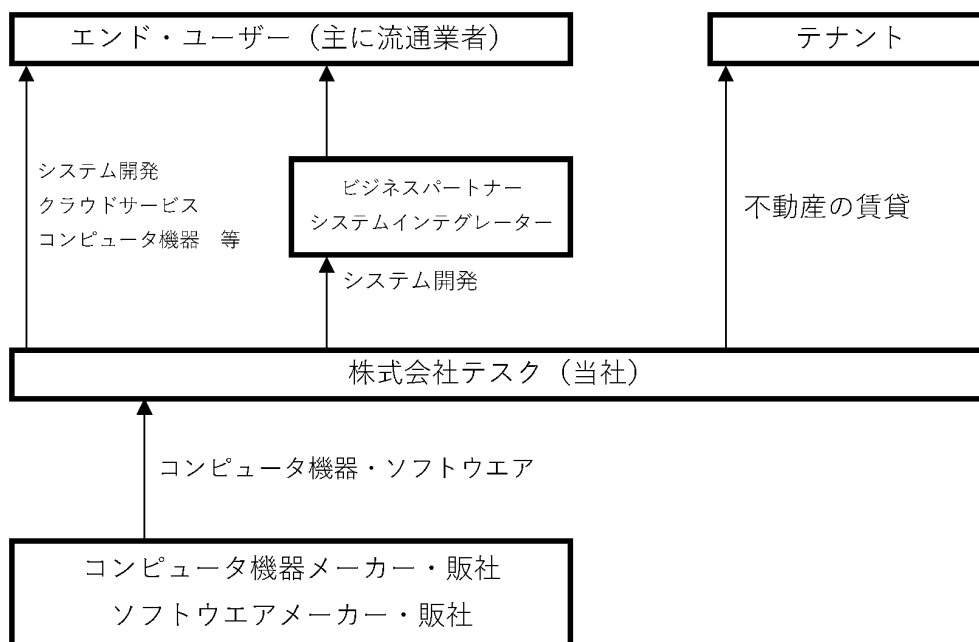 エンド・ユーザー（主に流通業者）
テナント
システム開発
クラウドサービス
コンピュータ機器　等
ビジネスパートナー
システムインテグレーター
不動産の賃貸
システム開発
株式会社テスク（当社）
コンピュータ機器・ソフトウエア
コンピュータ機器メーカー・販社
ソフトウエアメーカー・販社